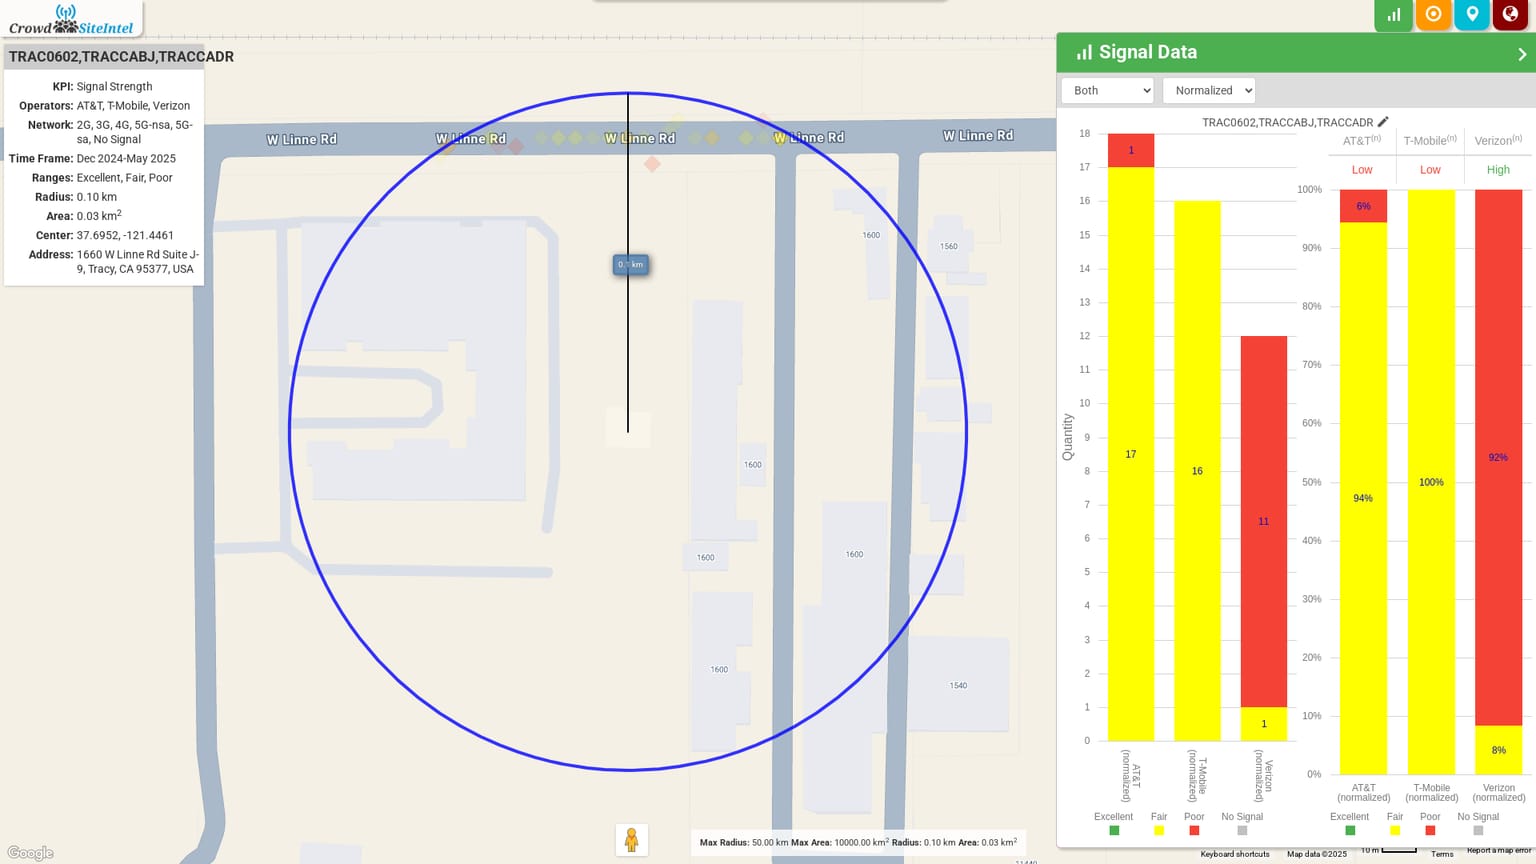 CrowdSiteIntel
TRAC0602,TRACCABJ,TRACCADR
KPI: Signal Strength
Operators: AT&T, T-Mobile, Verizon
Network: 2G, 3G, 4G, 5G-nsa, 5G-
sa, No Signal
Time Frame: Dec 2024-May 2025
Ranges: Excellent, Fair, Poor
Radius: 0.10 km
Area: 0.03 km2
Center: 37.6952, -121.4461
Address: 1660 W Linne Rd Suite J-
9, Tracy, CA 95377, USA
W Linne Rd
W Linne Rd
W Linne Rd
W Linne Rd
W Linne Rd
0.1 km
1600
1560
1600
1600
1600
1600
1540
11440
Google
Max Radius: 50.00 km Max Area: 10000.00 km2 Radius: 0.10 km Area: 0.03 km2
Signal Data
Both
Normalized
TRAC0602,TRACCABJ,TRACCADR
Quantity
18
17
16
15
14
13
12
11
10
9
8
7
6
5
4
3
2
1
0
1
17
16
11
1
AT&T
(normalized)
T-Mobile
(normalized)
Verizon
(normalized)
Excellent
Fair
Poor
No Signal
AT&T(n)
T-Mobile(n)
Verizon(n)
Low
Low
High
100%
90%
80%
70%
60%
50%
40%
30%
20%
10%
0%
6%
94%
100%
92%
8%
AT&T
(normalized)
T-Mobile
(normalized)
Verizon
(normalized)
Excellent
Fair
Poor
No Signal
Keyboard shortcuts
Map data ©2025
10 m
Terms
Report a map error